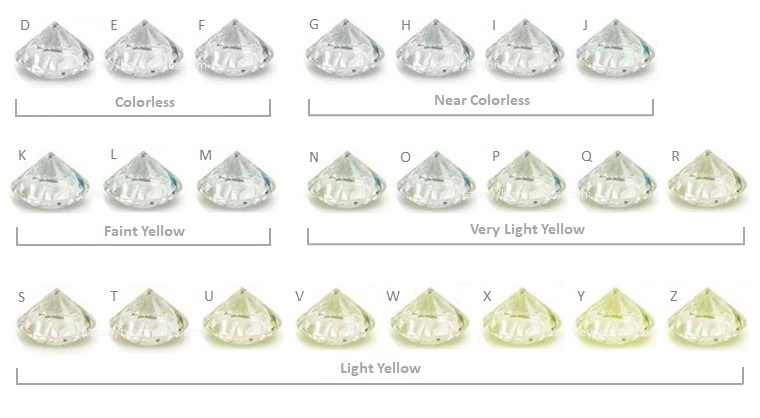 D E F G H I J
Colorless Near Colorless
K L M N O P Q R
Faint Yellow Very Light Yellow
S T U V W X Y Z
Light Yellow